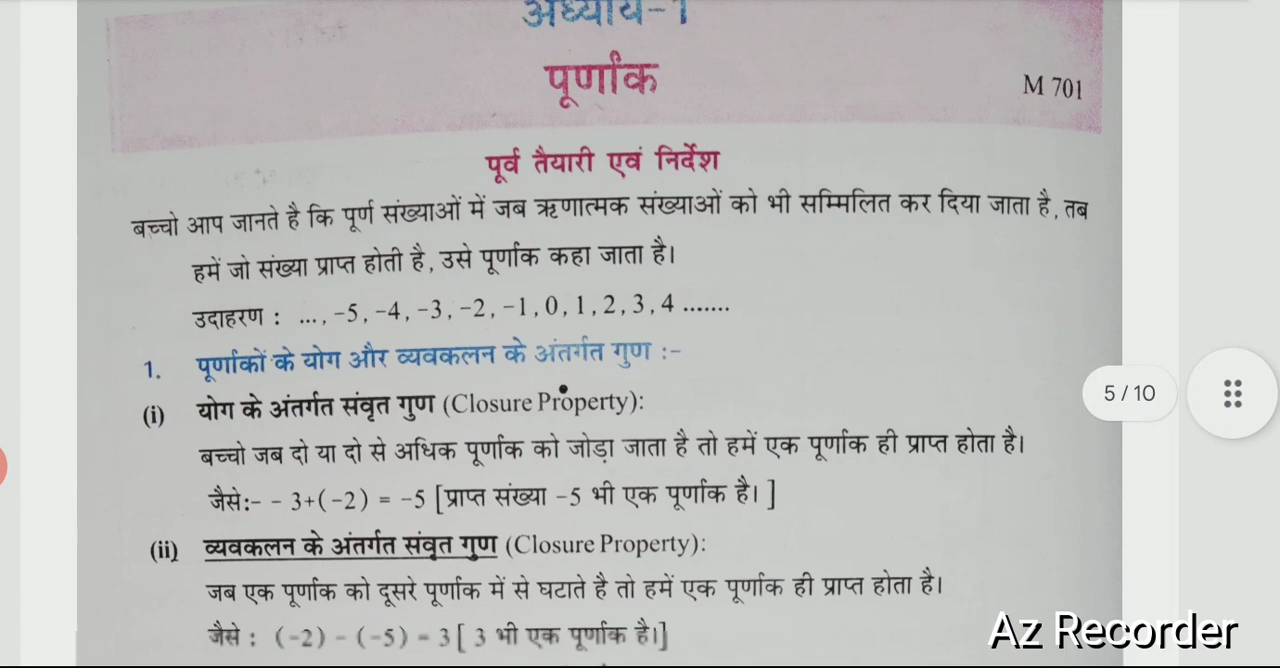 अध्याय-1
पूर्णांक
M 701
पूर्व तैयारी एवं निर्देश
बच्चो आप जानते है कि पूर्ण संख्याओं में जब ऋणात्मक संख्याओं को भी सम्मिलित कर दिया जाता है, तब
हमें जो संख्या प्राप्त होती है, उसे पूर्णांक कहा जाता है।
उदाहरण : ..., -5, -4, -3, -2, -1, 0, 1, 2, 3, 4 .......
1. पूर्णाकों के योग और व्यवकलन के अंतर्गत गुण :-
(i) योग के अंतर्गत संवृत गुण (Closure Property):
बच्चो जब दो या दो से अधिक पूर्णांक को जोड़ा जाता है तो हमें एक पूर्णांक ही प्राप्त होता है।
जैसे:- - 3+(-2) = -5 [प्राप्त संख्या -5 भी एक पूर्णांक है। ]
5 / 10
(ii) व्यवकलन के अंतर्गत संवृत गुण (Closure Property):
जब एक पूर्णांक को दूसरे पूर्णांक में से घटाते है तो हमें एक पूर्णांक ही प्राप्त होता है।
जैसे : (-2) - (-5) = 3 [ 3 भी एक पूर्णांक है।]
Az Recorder